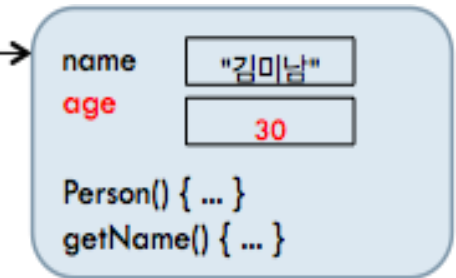 name "김미남"
age 30
Person() { ... }
getName() { ... }